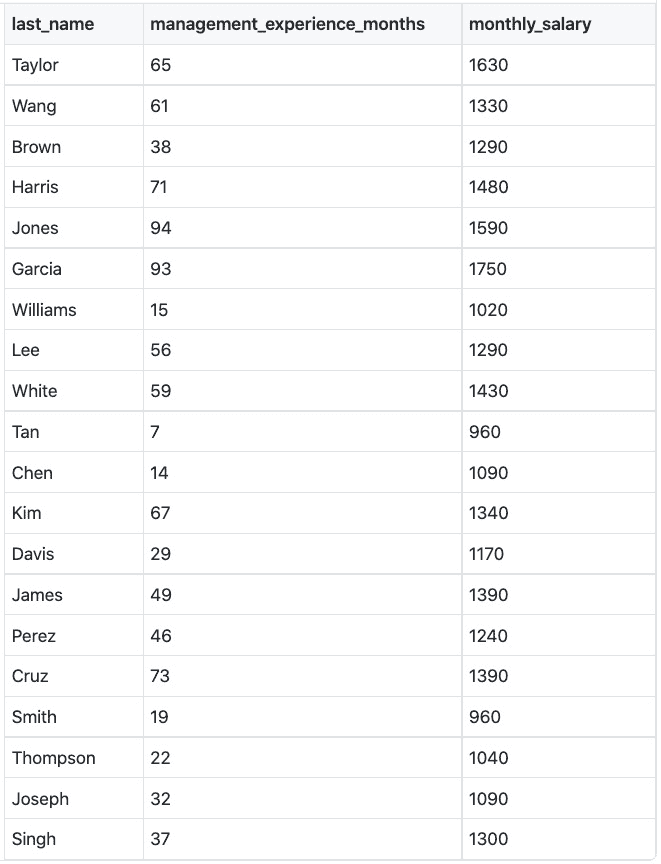 last_name management_experience_months monthly_salary
Taylor 65 1630
Wang 61 1330
Brown 38 1290
Harris 71 1480
Jones 94 1590
Garcia 93 1750
Williams 15 1020
Lee 56 1290
White 59 1430
Tan 7 960
Chen 14 1090
Kim 67 1340
Davis 29 1170
James 49 1390
Perez 46 1240
Cruz 73 1390
Smith 19 960
Thompson 22 1040
Joseph 32 1090
Singh 37 1300